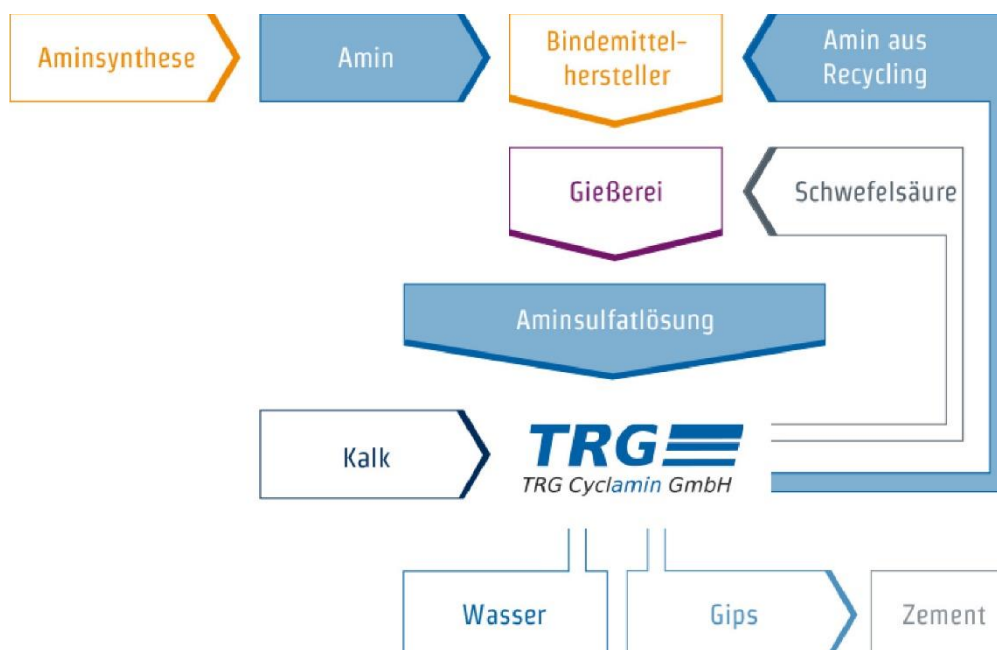 Aminsynthese
Amin
Bindemittel-
hersteller
Amin aus
Recycling
Gießerei
Schwefelsäure
Aminsulfatlösung
Kalk
TRG
TRG Cyclamin GmbH
Wasser
Gips
Zement